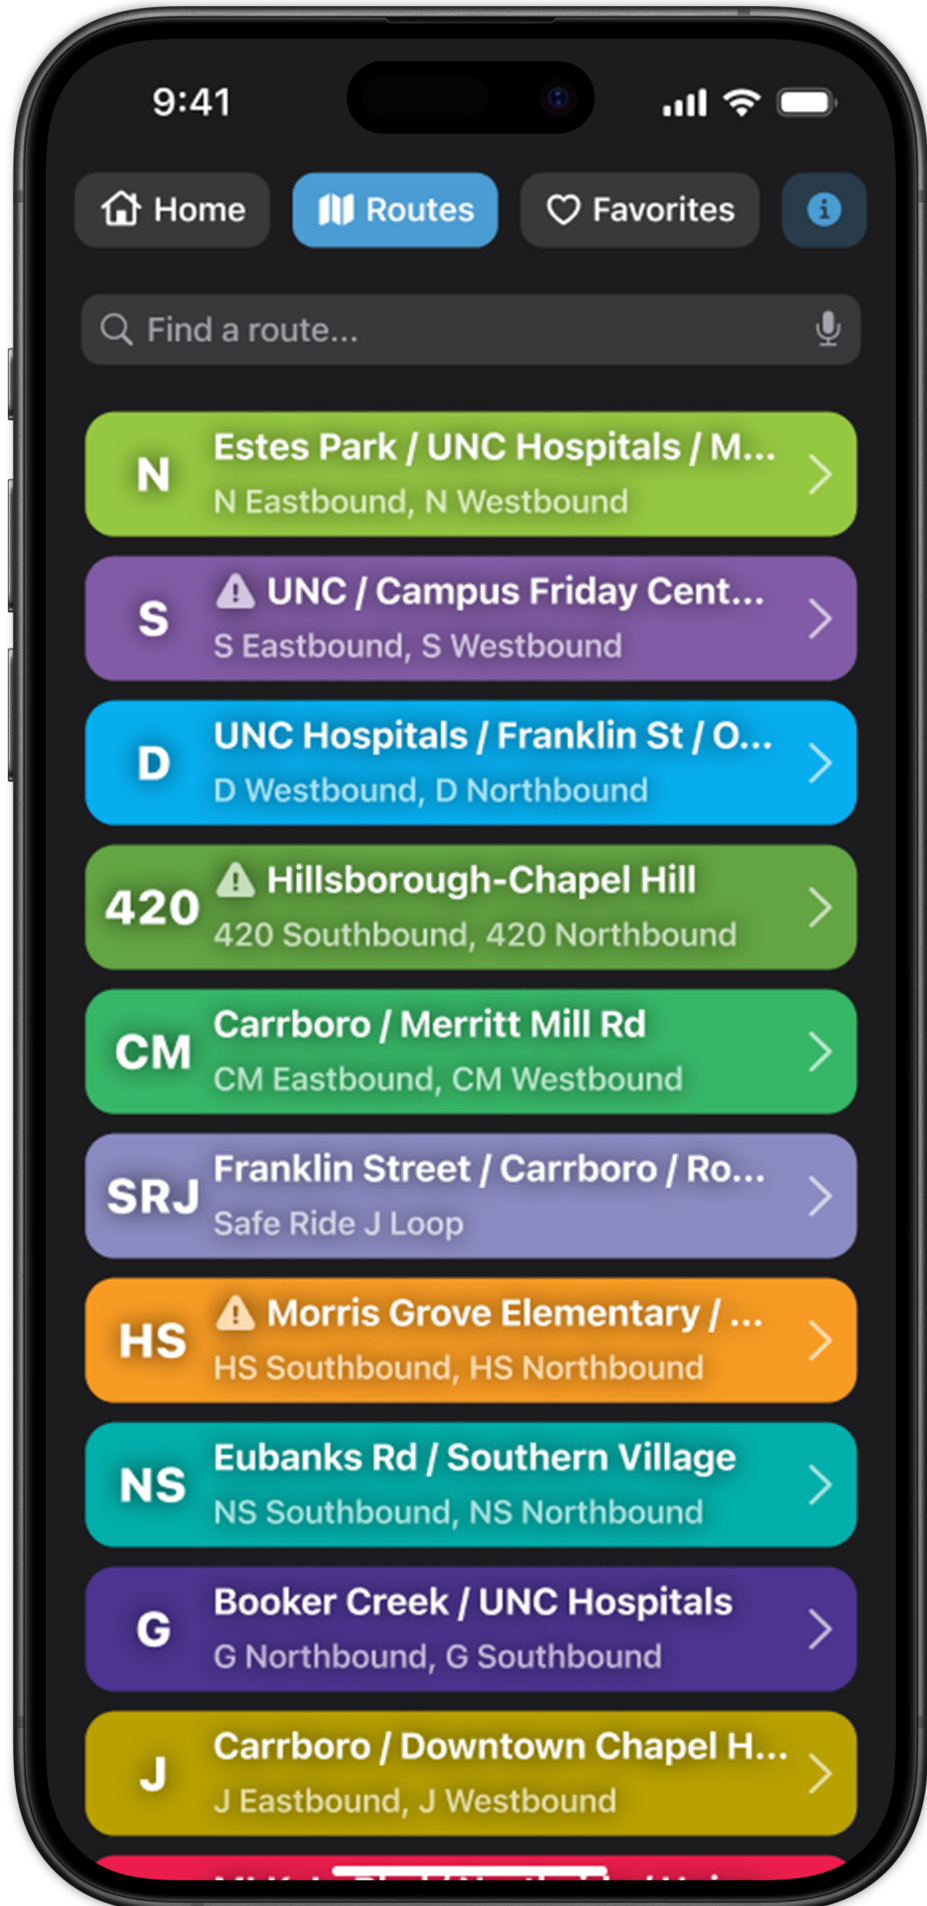 9:41
Home
Routes
Favorites
i
Find a route...
N
Estes Park / UNC Hospitals / M...
N Eastbound, N Westbound
S
UNC / Campus Friday Cent...
S Eastbound, S Westbound
D
UNC Hospitals / Franklin St / O...
D Westbound, D Northbound
420
Hillsborough-Chapel Hill
420 Southbound, 420 Northbound
CM
Carrboro / Merritt Mill Rd
CM Eastbound, CM Westbound
SRJ
Franklin Street / Carrboro / Ro...
Safe Ride J Loop
HS
Morris Grove Elementary / ...
HS Southbound, HS Northbound
NS
Eubanks Rd / Southern Village
NS Southbound, NS Northbound
G
Booker Creek / UNC Hospitals
G Northbound, G Southbound
J
Carrboro / Downtown Chapel H...
J Eastbound, J Westbound